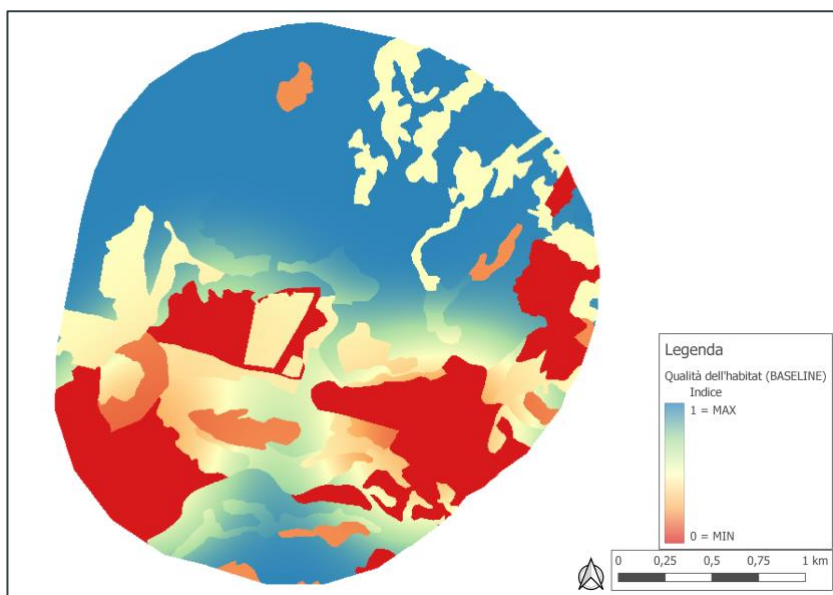 Legenda
Qualità dell'habitat (BASELINE)
Indice
1 = MAX
0 = MIN
0 0,25 0,5 0,75 1 km